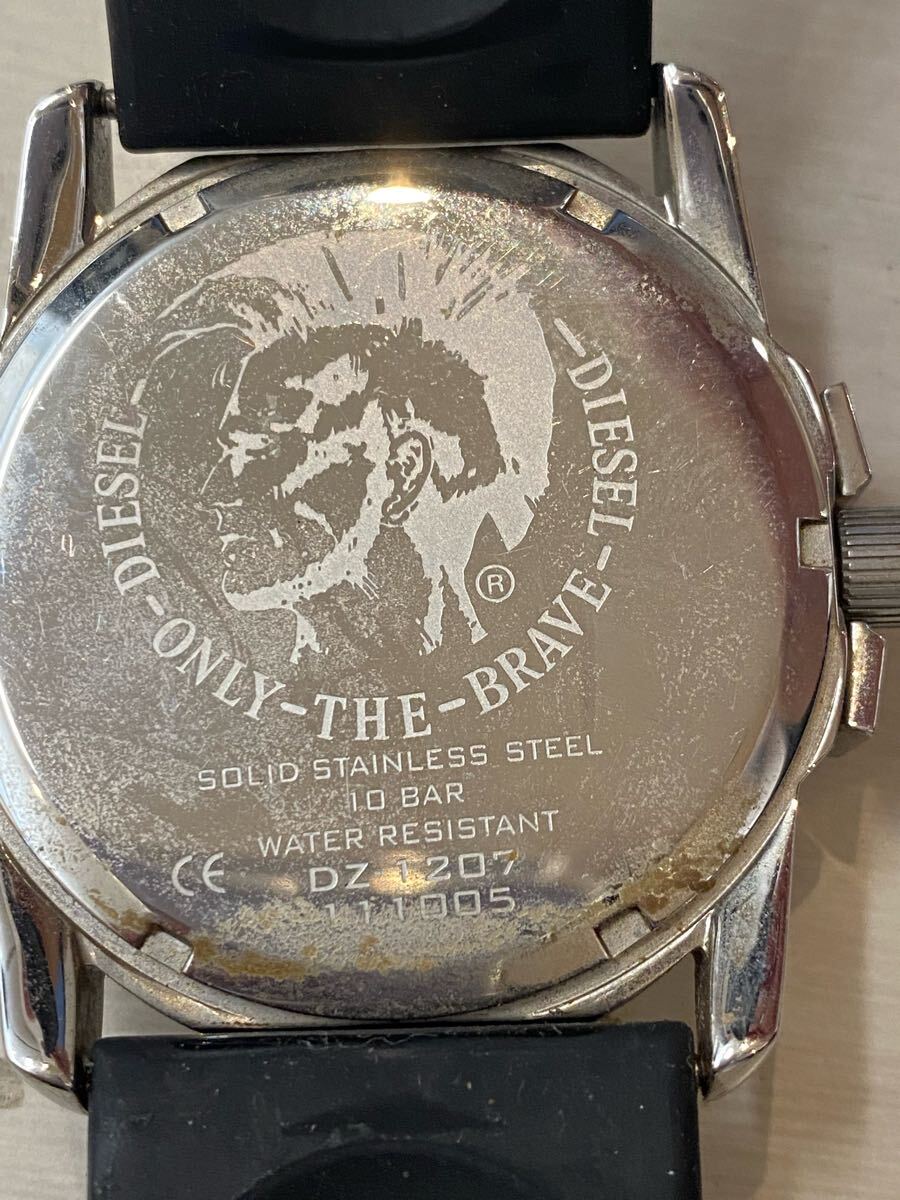 -DIESEL-ONLY-THE-BRAVE-DIESEL-
®
SOLID STAINLESS STEEL
10 BAR
WATER RESISTANT
CE DZ 1207
111005